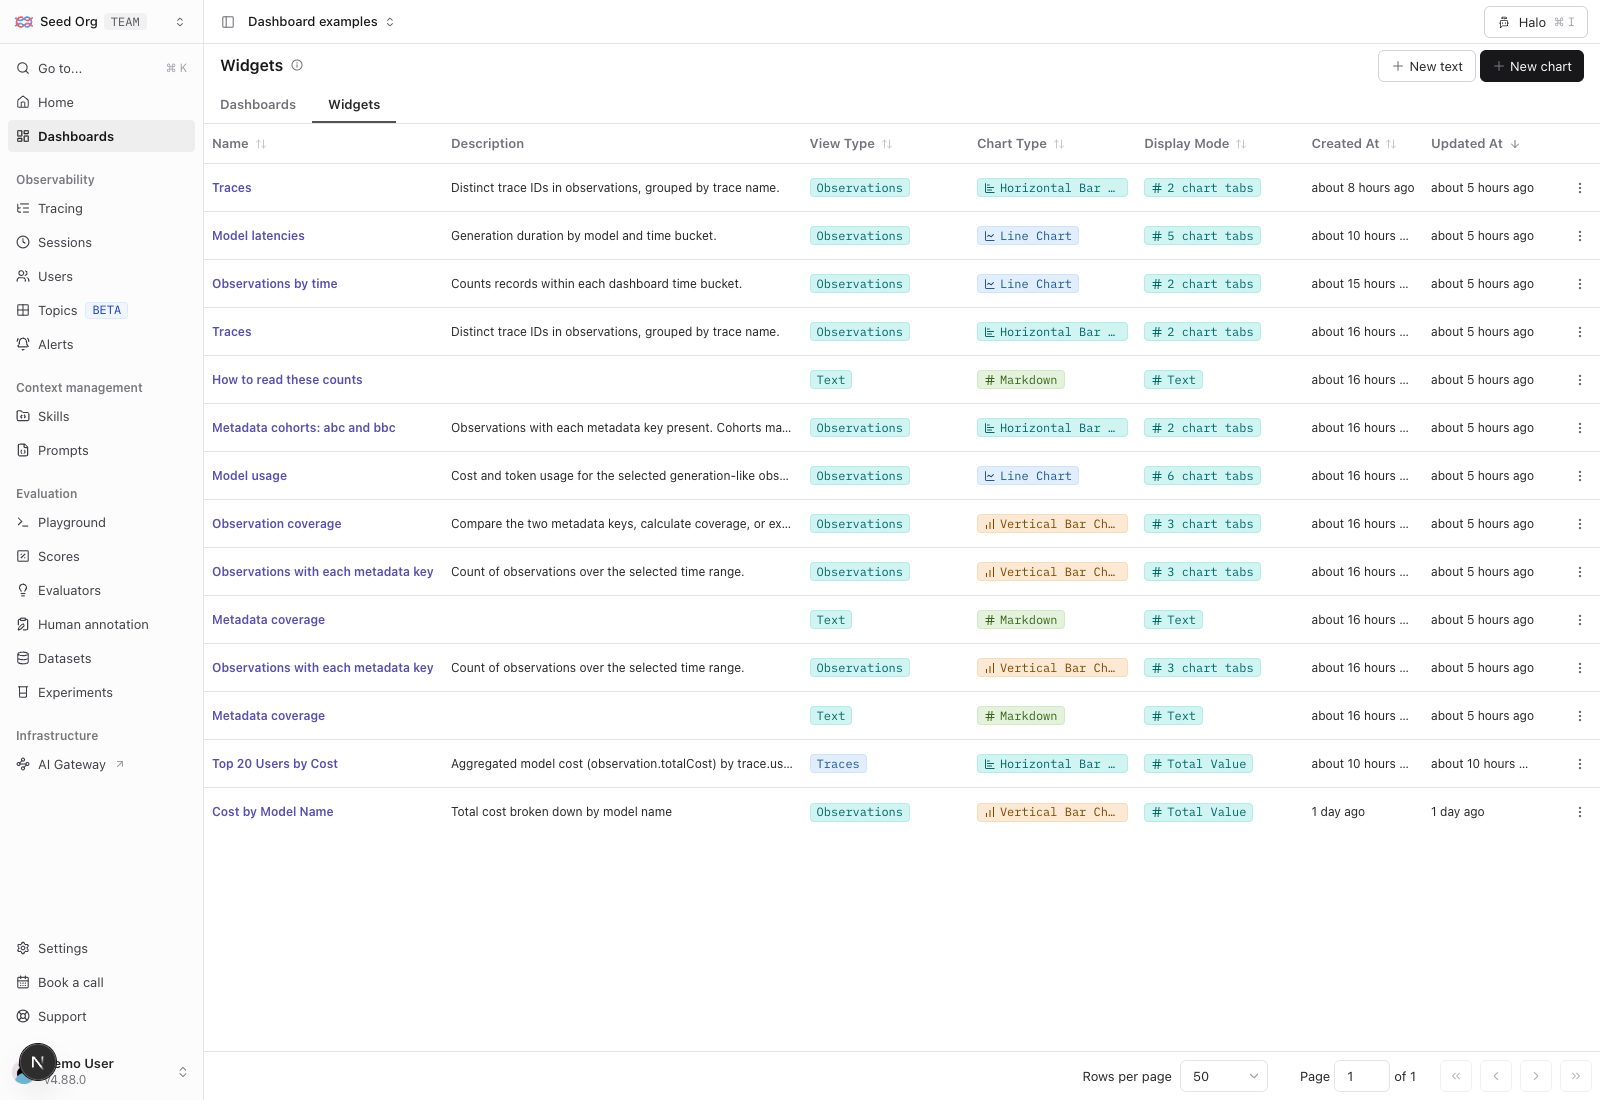 Seed Org TEAM
Dashboard examples
Halo ⌘ I
Go to... ⌘ K
Home
Dashboards
Observability
Tracing
Sessions
Users
Topics BETA
Alerts
Context management
Skills
Prompts
Evaluation
Playground
Scores
Evaluators
Human annotation
Datasets
Experiments
Infrastructure
AI Gateway
Settings
Book a call
Support
emo User
v4.88.0
Widgets
New text
New chart
Dashboards Widgets
Name Description View Type Chart Type Display Mode Created At Updated At
Traces Distinct trace IDs in observations, grouped by trace name. Observations Horizontal Bar … 2 chart tabs about 8 hours ago about 5 hours ago
Model latencies Generation duration by model and time bucket. Observations Line Chart 5 chart tabs about 10 hours ... about 5 hours ago
Observations by time Counts records within each dashboard time bucket. Observations Line Chart 2 chart tabs about 15 hours ... about 5 hours ago
Traces Distinct trace IDs in observations, grouped by trace name. Observations Horizontal Bar … 2 chart tabs about 16 hours ... about 5 hours ago
How to read these counts Text Markdown Text about 16 hours ... about 5 hours ago
Metadata cohorts: abc and bbc Observations with each metadata key present. Cohorts ma... Observations Horizontal Bar … 2 chart tabs about 16 hours ... about 5 hours ago
Model usage Cost and token usage for the selected generation-like obs... Observations Line Chart 6 chart tabs about 16 hours ... about 5 hours ago
Observation coverage Compare the two metadata keys, calculate coverage, or ex... Observations Vertical Bar Ch… 3 chart tabs about 16 hours ... about 5 hours ago
Observations with each metadata key Count of observations over the selected time range. Observations Vertical Bar Ch… 3 chart tabs about 16 hours ... about 5 hours ago
Metadata coverage Text Markdown Text about 16 hours ... about 5 hours ago
Observations with each metadata key Count of observations over the selected time range. Observations Vertical Bar Ch… 3 chart tabs about 16 hours ... about 5 hours ago
Metadata coverage Text Markdown Text about 16 hours ... about 5 hours ago
Top 20 Users by Cost Aggregated model cost (observation.totalCost) by trace.us... Traces Horizontal Bar … Total Value about 10 hours ... about 10 hours ...
Cost by Model Name Total cost broken down by model name Observations Vertical Bar Ch… Total Value 1 day ago 1 day ago
Rows per page 50 Page 1 of 1